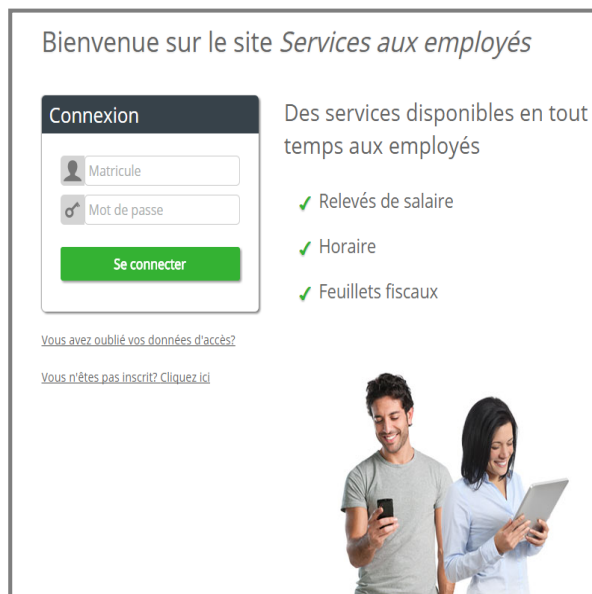 Bienvenue sur le site Services aux employés
Connexion
Matricule
Mot de passe
Se connecter
Vous avez oublié vos données d'accès?
Vous n'êtes pas inscrit? Cliquez ici
Des services disponibles en tout
temps aux employés
Relevés de salaire
Horaire
Feuillets fiscaux